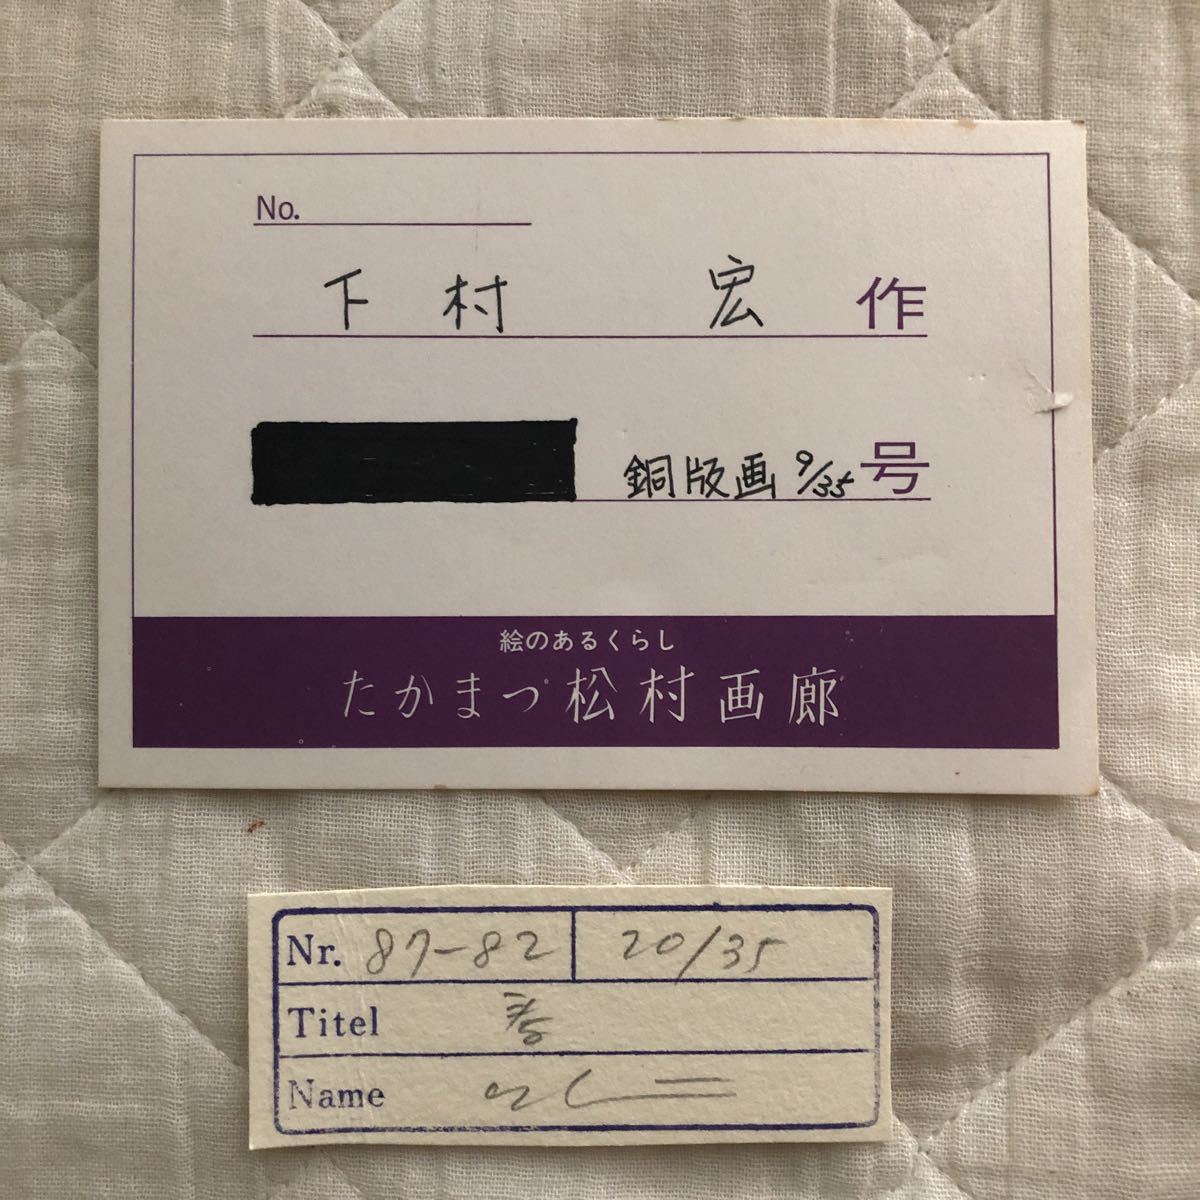 No.
下村 宏 作
銅版画 9/35 号
絵のあるくらし
たかまつ松村画廊
Nr. 87-82 20/35
Titel 春
Name